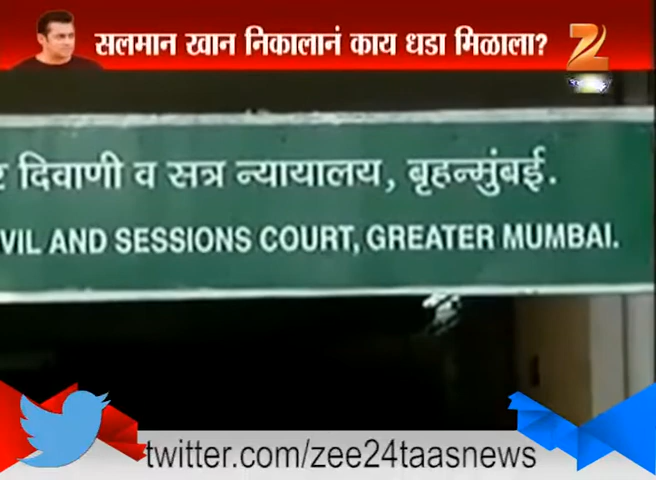 सलमान खान निकालानं काय धडा मिळाला?
Z
र दिवाणी व सत्र न्यायालय, बृहन्मुंबई.
VIL AND SESSIONS COURT, GREATER MUMBAI.
twitter.com/zee24taasnews